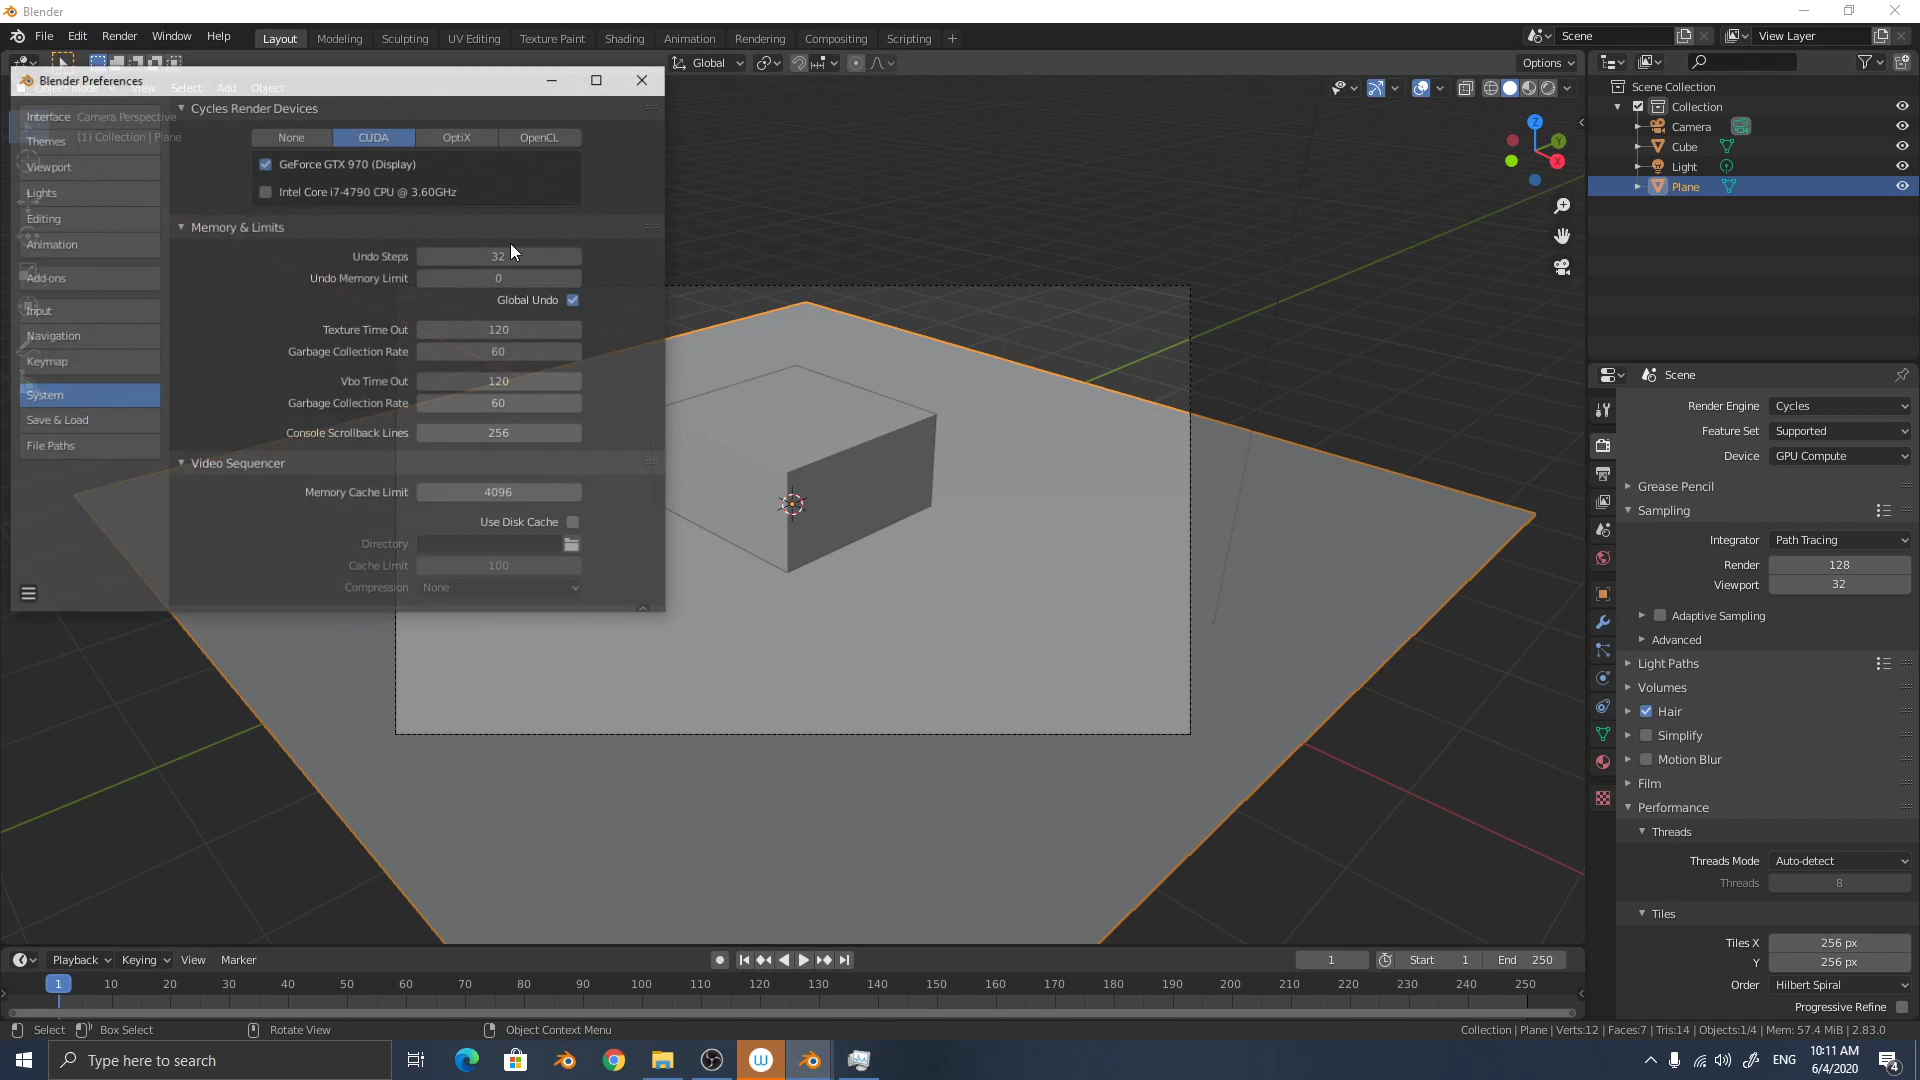 Blender
File Edit Render Window Help
Layout Modeling Sculpting UV Editing Texture Paint Shading Animation Rendering Compositing Scripting
Scene
View Layer
Global
Options
Blender Preferences
Object Mode View Select Add Object
Camera Perspective
(1) Collection | Plane
Interface
Themes
Viewport
Lights
Editing
Animation
Add-ons
Input
Navigation
Keymap
System
Save & Load
File Paths
Cycles Render Devices
None CUDA OptiX OpenCL
GeForce GTX 970 (Display)
Intel Core i7-4790 CPU @ 3.60GHz
Memory & Limits
Undo Steps 32
Undo Memory Limit 0
Global Undo
Texture Time Out 120
Garbage Collection Rate 60
Vbo Time Out 120
Garbage Collection Rate 60
Console Scrollback Lines 256
Video Sequencer
Memory Cache Limit 4096
Use Disk Cache
Directory
Cache Limit 100
Compression None
Z
Y
X
Scene Collection
Collection
Camera
Cube
Light
Plane
Scene
Render Engine Cycles
Feature Set Supported
Device GPU Compute
Grease Pencil
Sampling
Integrator Path Tracing
Render 128
Viewport 32
Adaptive Sampling
Advanced
Light Paths
Volumes
Hair
Simplify
Motion Blur
Film
Performance
Threads
Threads Mode Auto-detect
Threads 8
Tiles
Tiles X 256 px
Y 256 px
Order Hilbert Spiral
Progressive Refine
Playback Keying View Marker
1 Start 1 End 250
1 10 20 30 40 50 60 70 80 90 100 110 120 130 140 150 160 170 180 190 200 210 220 230 240 250
Select Box Select Rotate View Object Context Menu
Collection | Plane | Verts:12 | Faces:7 | Tris:14 | Objects:1/4 | Mem: 57.4 MiB | 2.83.0
Type here to search
ENG
10:11 AM
6/4/2020
4